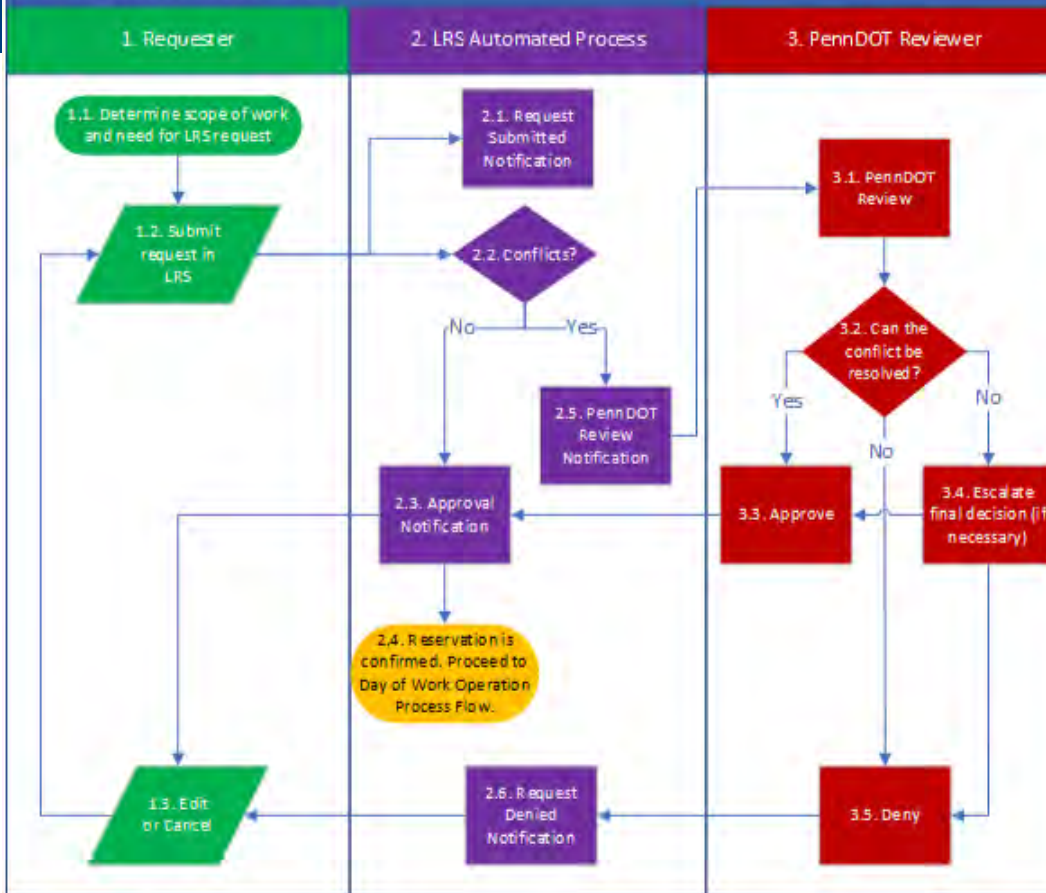 1. Requester
2. LRS Automated Process
3. PennDOT Reviewer
1.1. Determine scope of work
and need for LRS request
2.1. Request
Submitted
Notification
3.1. PennDOT
Review
1.2. Submit
request in
LRS
2.2. Conflicts?
3.2. Can the
conflict be
resolved?
No
Yes
Yes
No
No
2.5. PennDOT
Review
Notification
2.3. Approval
Notification
3.3. Approve
3.4. Escalate
final decision (if
necessary)
2.4. Reservation is
confirmed. Proceed to
Day of Work Operation
Process Flow.
1.3. Edit
or Cancel
2.6. Request
Denied
Notification
3.5. Deny